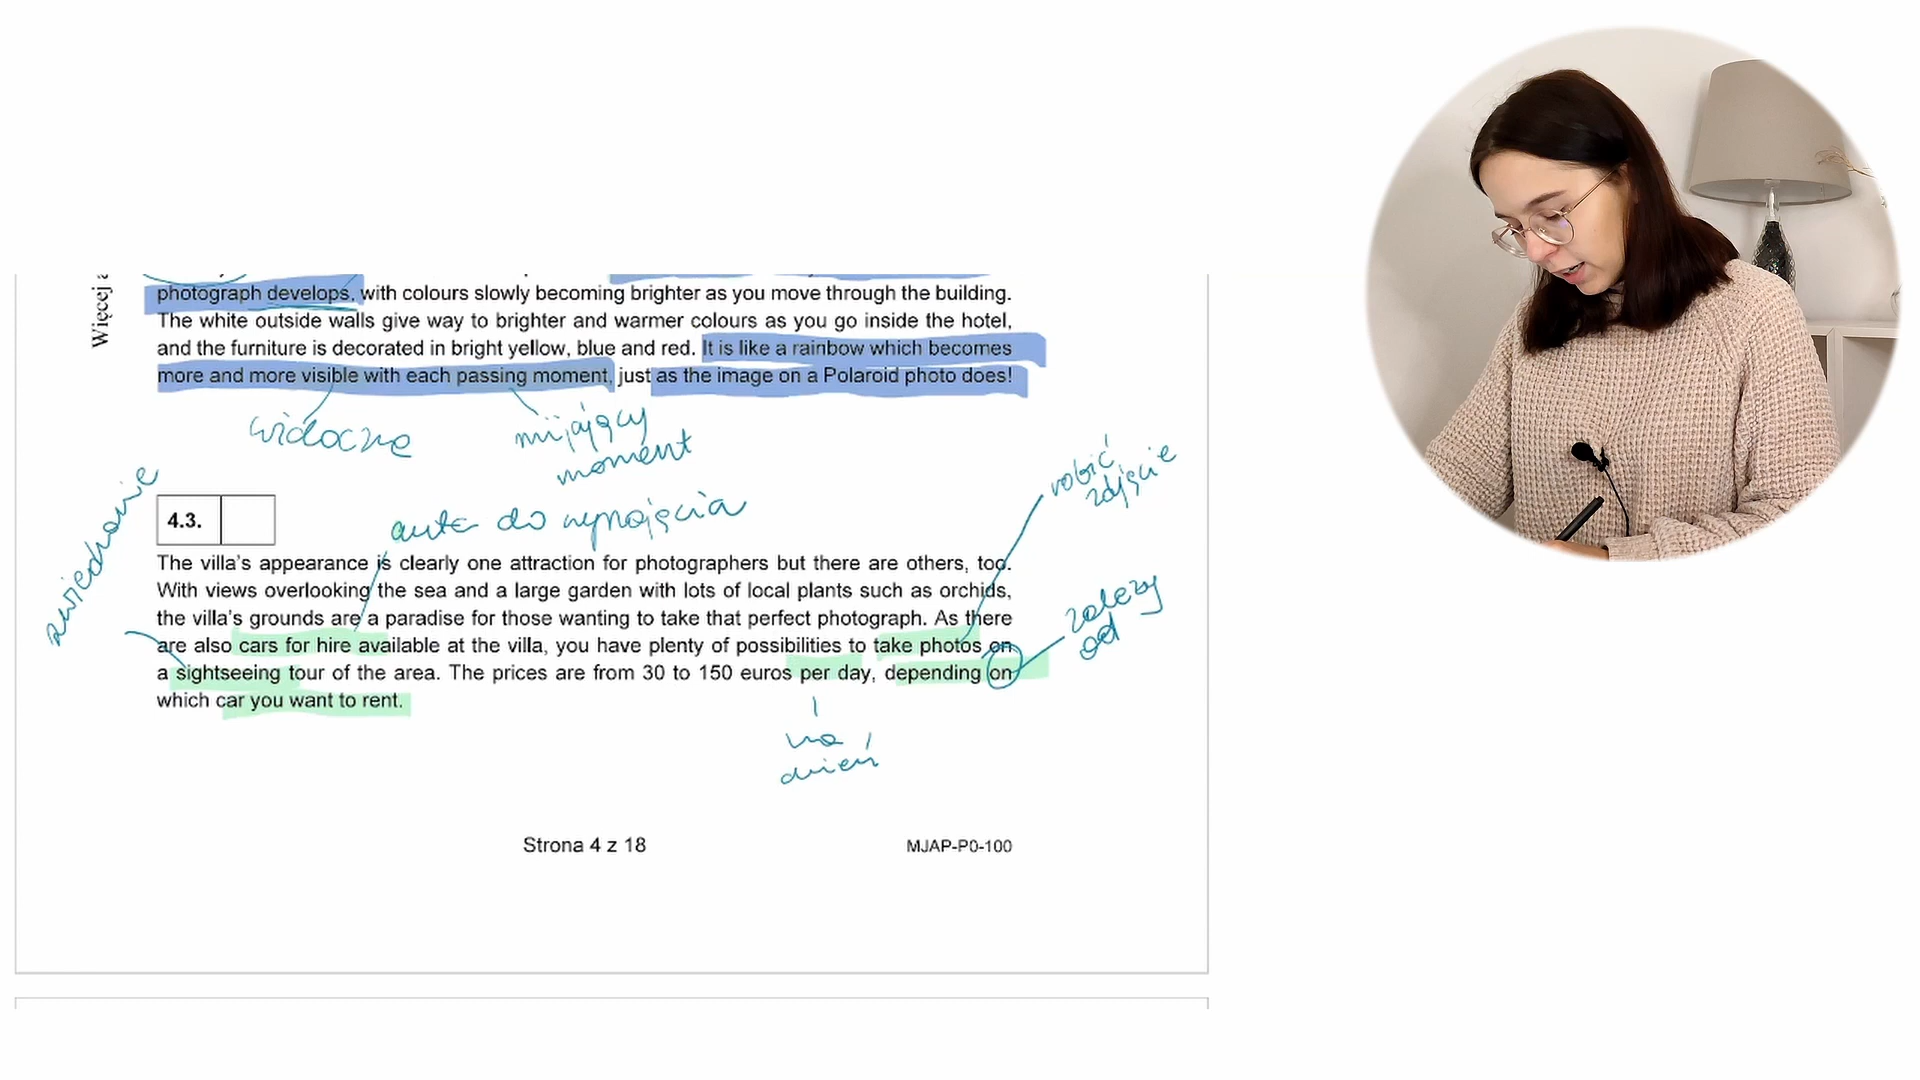 Więcej a
photograph develops, with colours slowly becoming brighter as you move through the building.
The white outside walls give way to brighter and warmer colours as you go inside the hotel,
and the furniture is decorated in bright yellow, blue and red. It is like a rainbow which becomes
more and more visible with each passing moment, just as the image on a Polaroid photo does!
widoczne
mijający
moment
robić
zdjęcie
zwiedzanie
4.3.
auta do wynajęcia
The villa's appearance is clearly one attraction for photographers but there are others, too.
With views overlooking the sea and a large garden with lots of local plants such as orchids,
the villa's grounds are a paradise for those wanting to take that perfect photograph. As there
are also cars for hire available at the villa, you have plenty of possibilities to take photos on
a sightseeing tour of the area. The prices are from 30 to 150 euros per day, depending on
which car you want to rent.
zależy
od
na
dzień
Strona 4 z 18
MJAP-P0-100